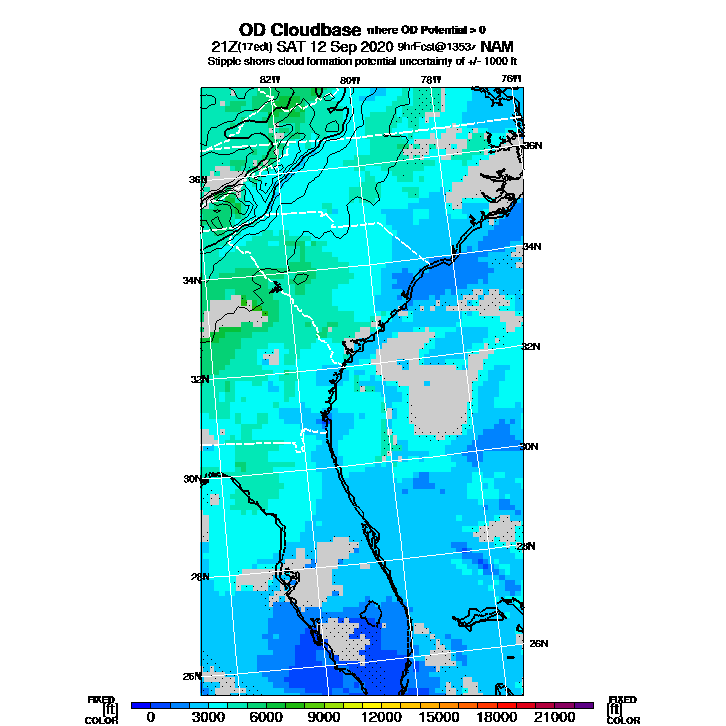 OD Cloudbase where OD Potential > 0
21Z(17edt) SAT 12 Sep 2020 9hrFcst@1353z NAM
Stipple shows cloud formation potential uncertainty of +/- 1000 ft
82W 80W 78W 76W
36N
36N
34N
34N
32N
32N
30N
30N
28N
28N
26N
26N
FIXED FIXED
[ft] [ft]
COLOR COLOR
0 3000 6000 9000 12000 15000 18000 21000